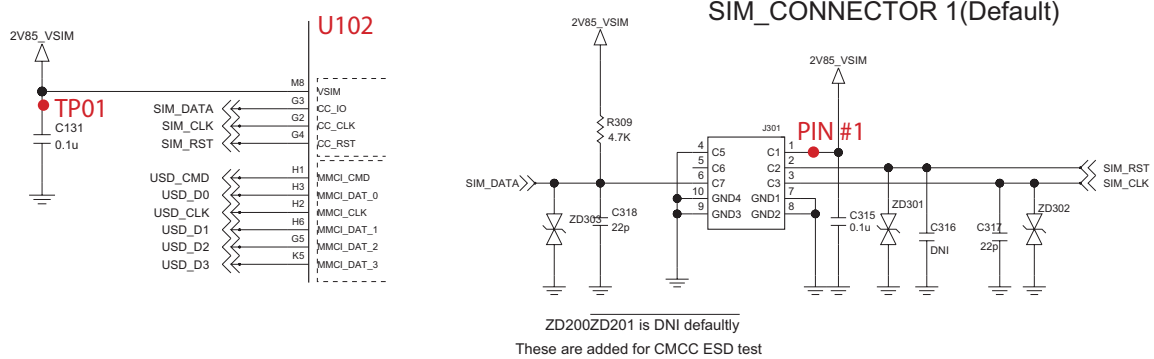 SIM_CONNECTOR 1(Default)
U102
2V85_VSIM
TP01
C131
0.1u
M8 VSIM
SIM_DATA G3 CC_IO
SIM_CLK G2 CC_CLK
SIM_RST G4 CC_RST
USD_CMD H1 MMCI_CMD
USD_D0 H3 MMCI_DAT_0
USD_CLK H2 MMCI_CLK
USD_D1 H6 MMCI_DAT_1
USD_D2 G5 MMCI_DAT_2
USD_D3 K5 MMCI_DAT_3
2V85_VSIM
2V85_VSIM
R309
4.7K
J301
PIN #1
4 C5 C1 1
5 C6 C2 2
6 C7 C3 3
10 GND4 GND1 7
9 GND3 GND2 8
SIM_DATA
SIM_RST
SIM_CLK
ZD303
C318
22p
C315
0.1u
ZD301
C316
DNI
C317
22p
ZD302
ZD200ZD201 is DNI defaultly
These are added for CMCC ESD test